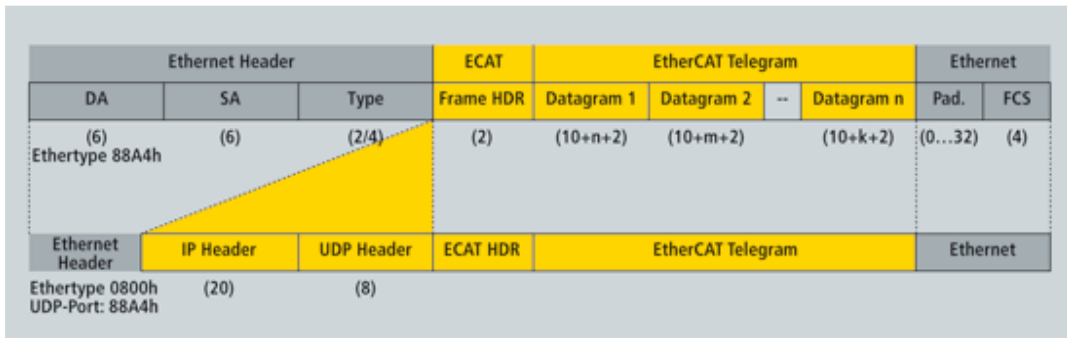 Ethernet Header ECAT EtherCAT Telegram Ethernet
DA SA Type Frame HDR Datagram 1 Datagram 2 -- Datagram n Pad. FCS
(6) (6) (2/4) (2) (10+n+2) (10+m+2) (10+k+2) (0...32) (4)
Ethertype 88A4h
Ethernet
Header IP Header UDP Header ECAT HDR EtherCAT Telegram Ethernet
Ethertype 0800h (20) (8)
UDP-Port: 88A4h